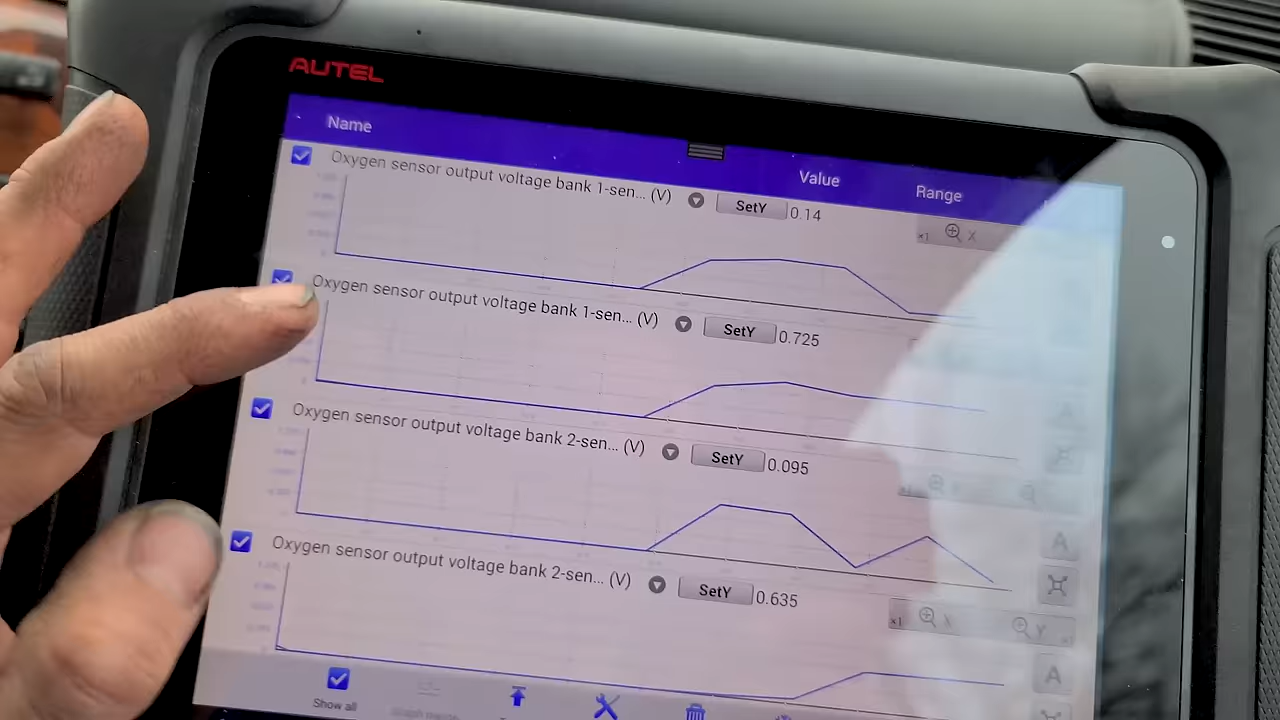 AUTEL
Name Value Range
Oxygen sensor output voltage bank 1-sen... (V) SetY 0.14
x1 X
Oxygen sensor output voltage bank 1-sen... (V) SetY 0.725
Oxygen sensor output voltage bank 2-sen... (V) SetY 0.095
A
Oxygen sensor output voltage bank 2-sen... (V) SetY 0.635
x1 X Y
A
Show all